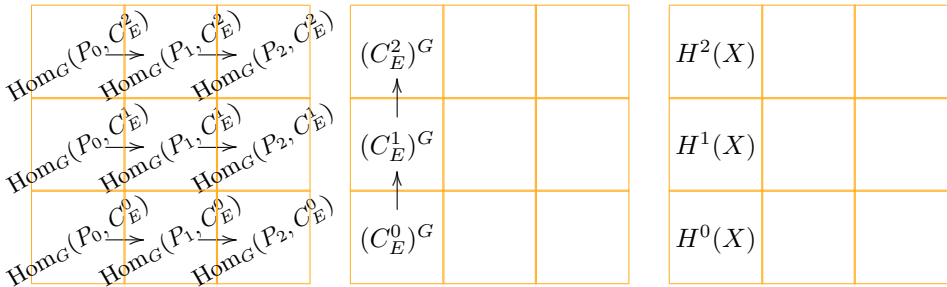 Hom_G(P_0, C_E^2) → Hom_G(P_1, C_E^2) → Hom_G(P_2, C_E^2) (C_E^2)^G H^2(X)
Hom_G(P_0, C_E^1) → Hom_G(P_1, C_E^1) → Hom_G(P_2, C_E^1) (C_E^1)^G H^1(X)
Hom_G(P_0, C_E^0) → Hom_G(P_1, C_E^0) → Hom_G(P_2, C_E^0) (C_E^0)^G H^0(X)